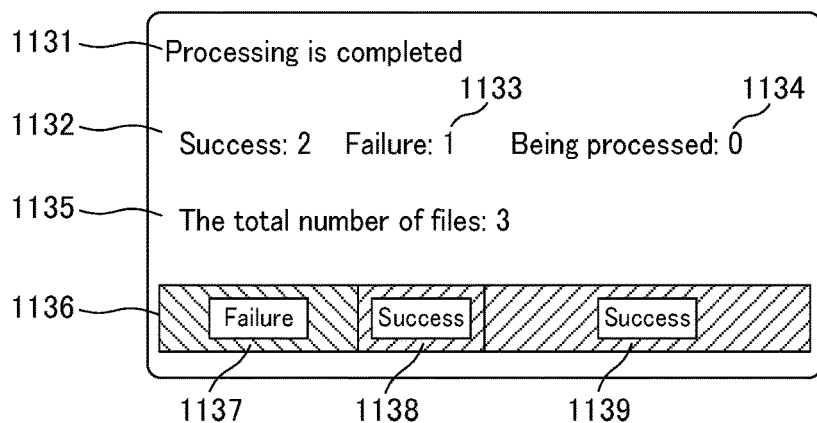 1131 Processing is completed
1133 1134
1132 Success: 2 Failure: 1 Being processed: 0
1135 The total number of files: 3
1136 Failure Success Success
1137 1138 1139